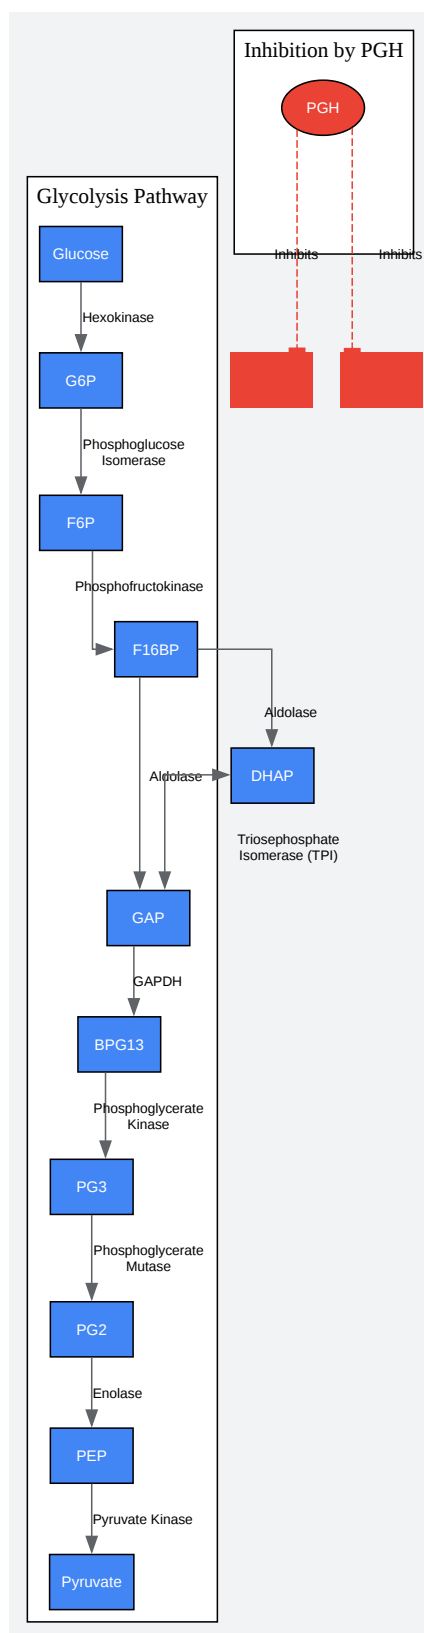 Inhibition by PGH
PGH
Inhibits
Inhibits
Glycolysis Pathway
Glucose
Hexokinase
G6P
Phosphoglucose
Isomerase
F6P
Phosphofructokinase
F16BP
Aldolase
Aldolase
DHAP
Triosephosphate
Isomerase (TPI)
GAP
GAPDH
BPG13
Phosphoglycerate
Kinase
PG3
Phosphoglycerate
Mutase
PG2
Enolase
PEP
Pyruvate Kinase
Pyruvate